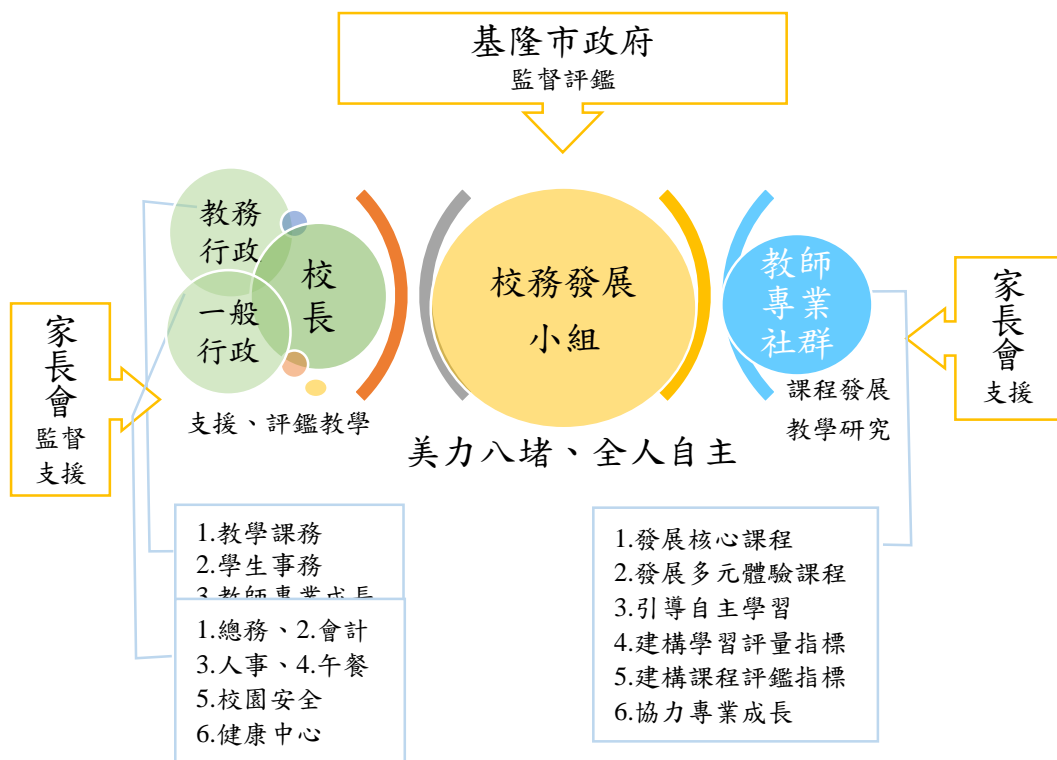 基隆市政府
監督評鑑
教務
行政
校
長
一般
行政
校務發展
小組
教師
專業
社群
家長會
監督
支援
家長會
支援
支援、評鑑教學
課程發展
教學研究
美力八堵、全人自主
1.教學課務
2.學生事務
3.教師專業成長
1.總務、2.會計
3.人事、4.午餐
5.校園安全
6.健康中心
1.發展核心課程
2.發展多元體驗課程
3.引導自主學習
4.建構學習評量指標
5.建構課程評鑑指標
6.協力專業成長